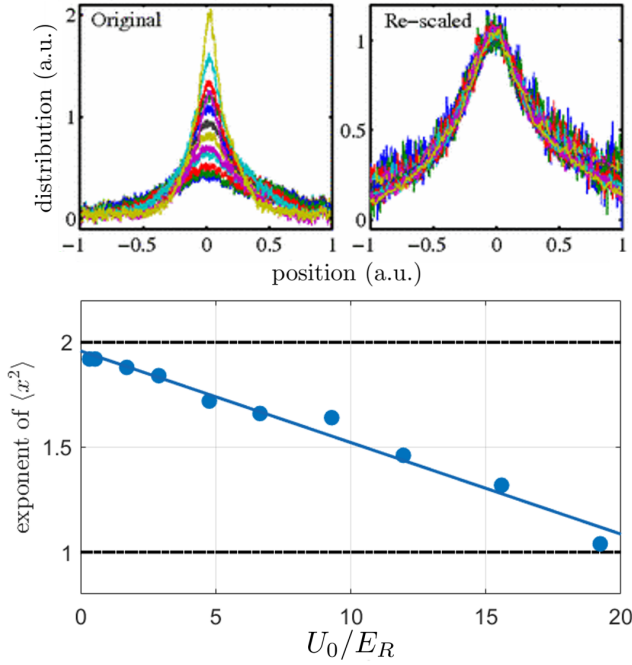 Original
Re-scaled
distribution (a.u.)
2
1
0
1
0.5
0
-1 -0.5 0 0.5 1
-1 -0.5 0 0.5 1
position (a.u.)
exponent of ⟨x²⟩
2
1.5
1
0 5 10 15 20
U₀/E_R